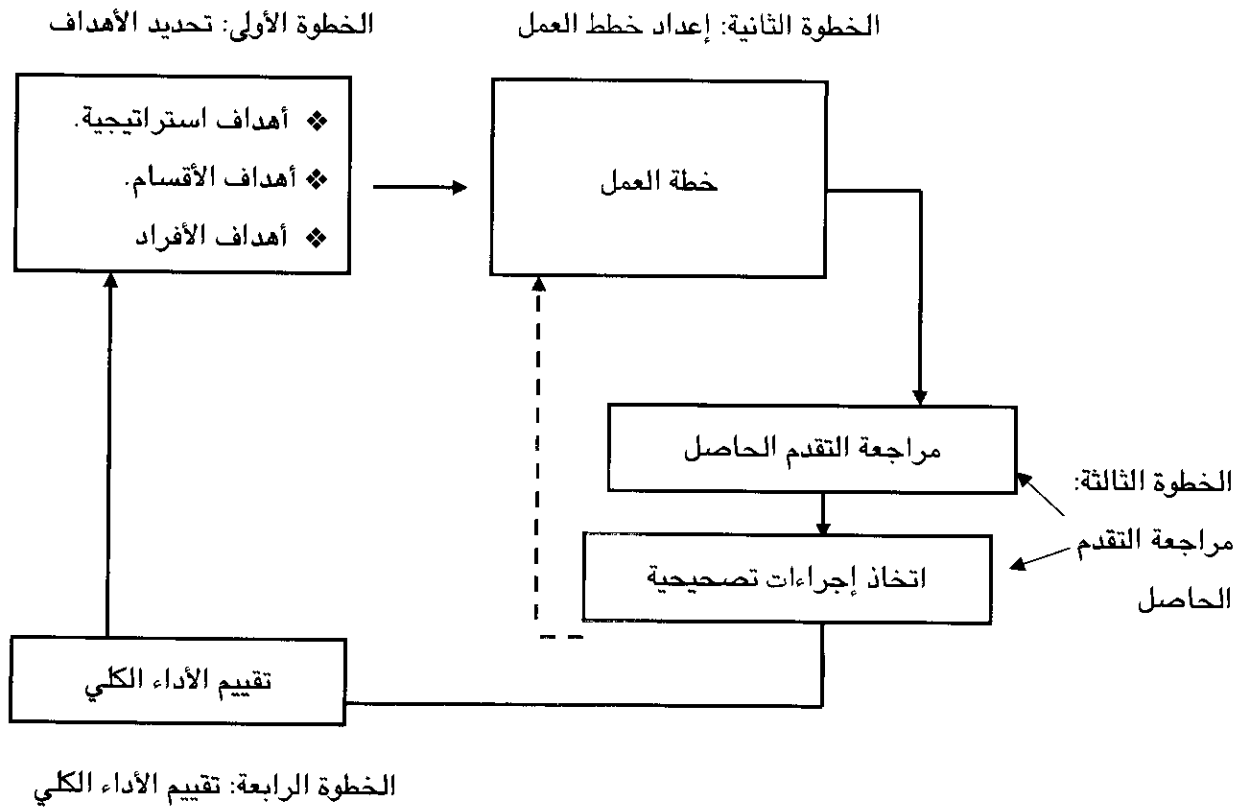 الخطوة الأولى: تحديد الأهداف
الخطوة الثانية: إعداد خطط العمل
❖ أهداف استراتيجية.
❖ أهداف الأقسام.
❖ أهداف الأفراد
خطة العمل
مراجعة التقدم الحاصل
اتخاذ إجراءات تصحيحية
الخطوة الثالثة:
مراجعة التقدم
الحاصل
تقييم الأداء الكلي
الخطوة الرابعة: تقييم الأداء الكلي